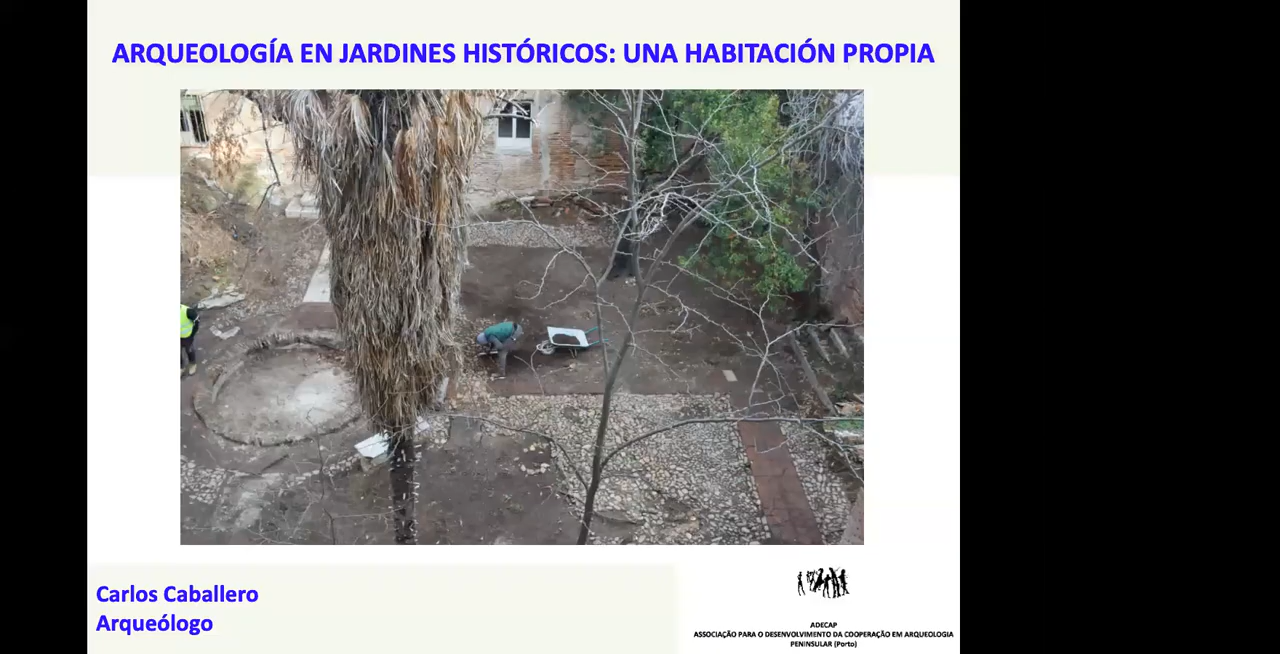 ARQUEOLOGÍA EN JARDINES HISTÓRICOS: UNA HABITACIÓN PROPIA
Carlos Caballero
Arqueólogo
ADECAP
ASSOCIAÇÃO PARA O DESENVOLVIMENTO DA COOPERAÇÃO EM ARQUEOLOGIA
PENINSULAR (Porto)